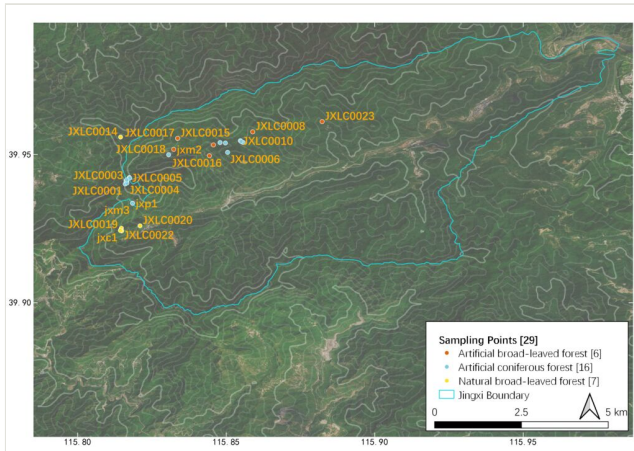 JXLC0023
JXLC0008
JXLC0014 JXLC0017 JXLC0015
JXLC0010
JXLC0018 jxm2
JXLC0016 JXLC0006
JXLC0003 JXLC0005
JXLC0001 JXLC0004
jxm3 jxp1
JXLC0019 JXLC0020
jxc1 JXLC0022
39.95
39.90
Sampling Points [29]
Artificial broad-leaved forest [6]
Artificial coniferous forest [16]
Natural broad-leaved forest [7]
Jingxi Boundary
0 2.5 5 km
115.80 115.85 115.90 115.95